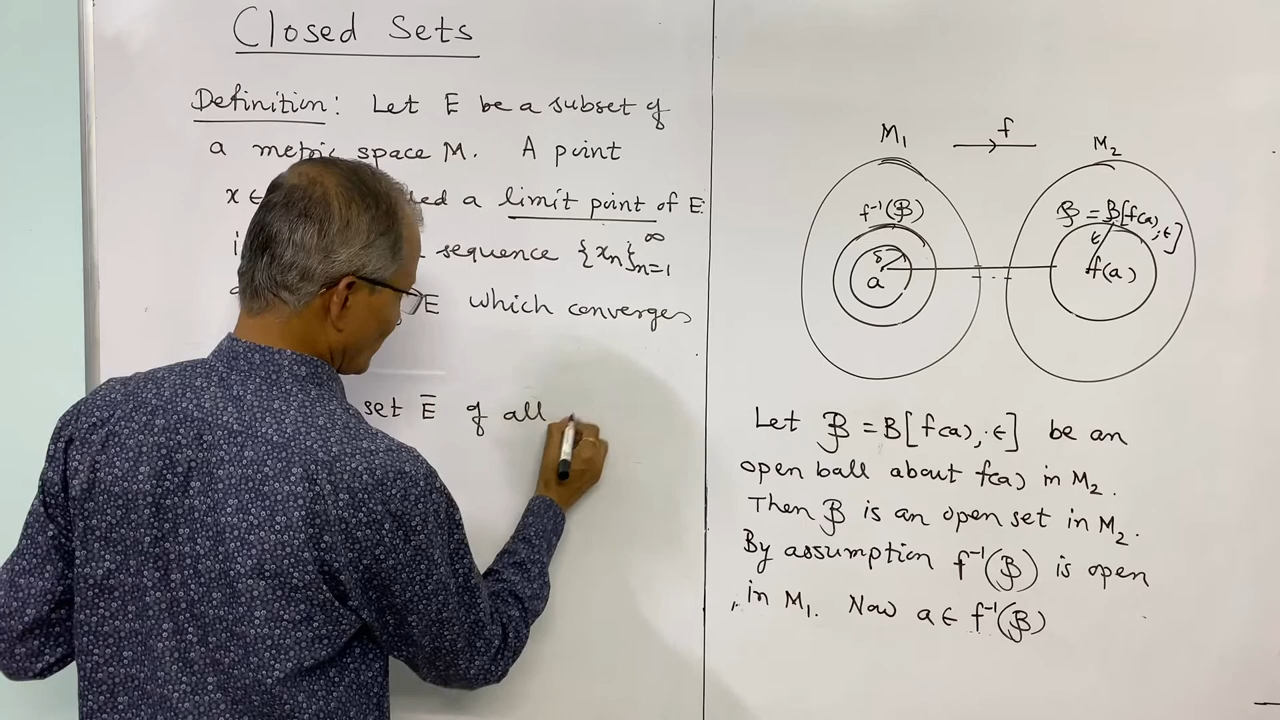 Closed Sets
Definition: Let E be a subset of
a metric space M. A point
x ∈ a limit point of E
sequence {xₙ}ₙ₌₁^∞
E which converges
set Ē of all
M₁ f M₂
f⁻¹(𝔅) 𝔅 = B[f(a), ϵ]
δ ϵ
a f(a)
Let 𝔅 = B[f(a), ϵ] be an
open ball about f(a) in M₂.
Then 𝔅 is an open set in M₂.
By assumption f⁻¹(𝔅) is open
in M₁. Now a ∈ f⁻¹(𝔅)